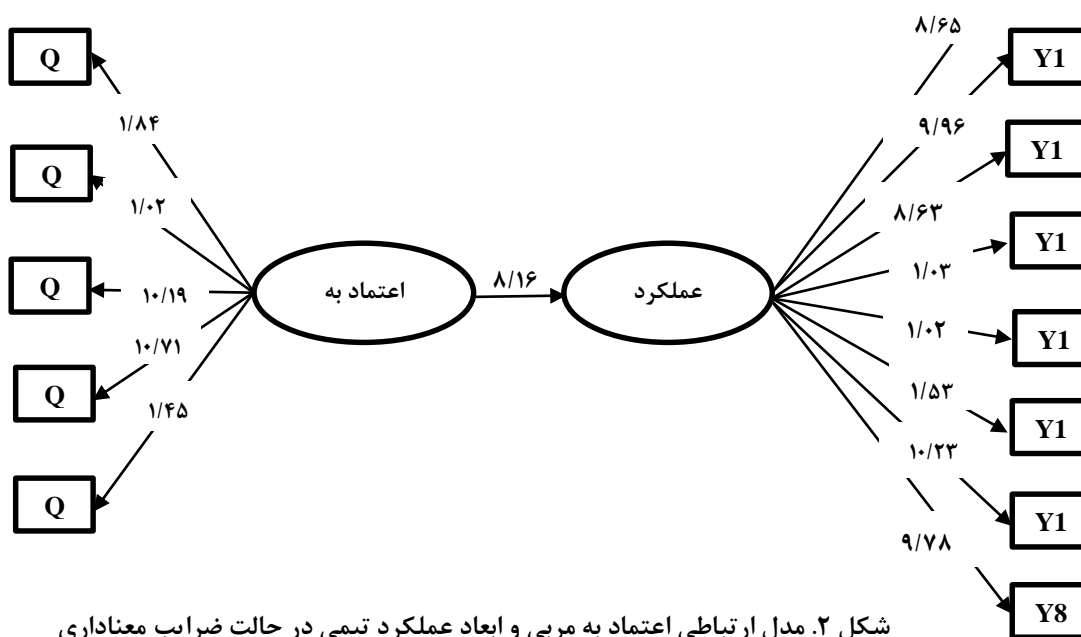 Q
Q
Q
Q
Q
۱/۸۴
۱/۰۲
۱۰/۱۹
۱۰/۷۱
۱/۴۵
اعتماد به
۸/۱۶
عملکرد
۸/۶۵
۹/۹۶
۸/۶۳
۱/۰۳
۱/۰۲
۱/۵۳
۱۰/۲۳
۹/۷۸
Y1
Y1
Y1
Y1
Y1
Y1
Y8
شکل ۲. مدل ارتباطی اعتماد به مربی و ابعاد عملکرد تیمی در حالت ضرایب معناداری